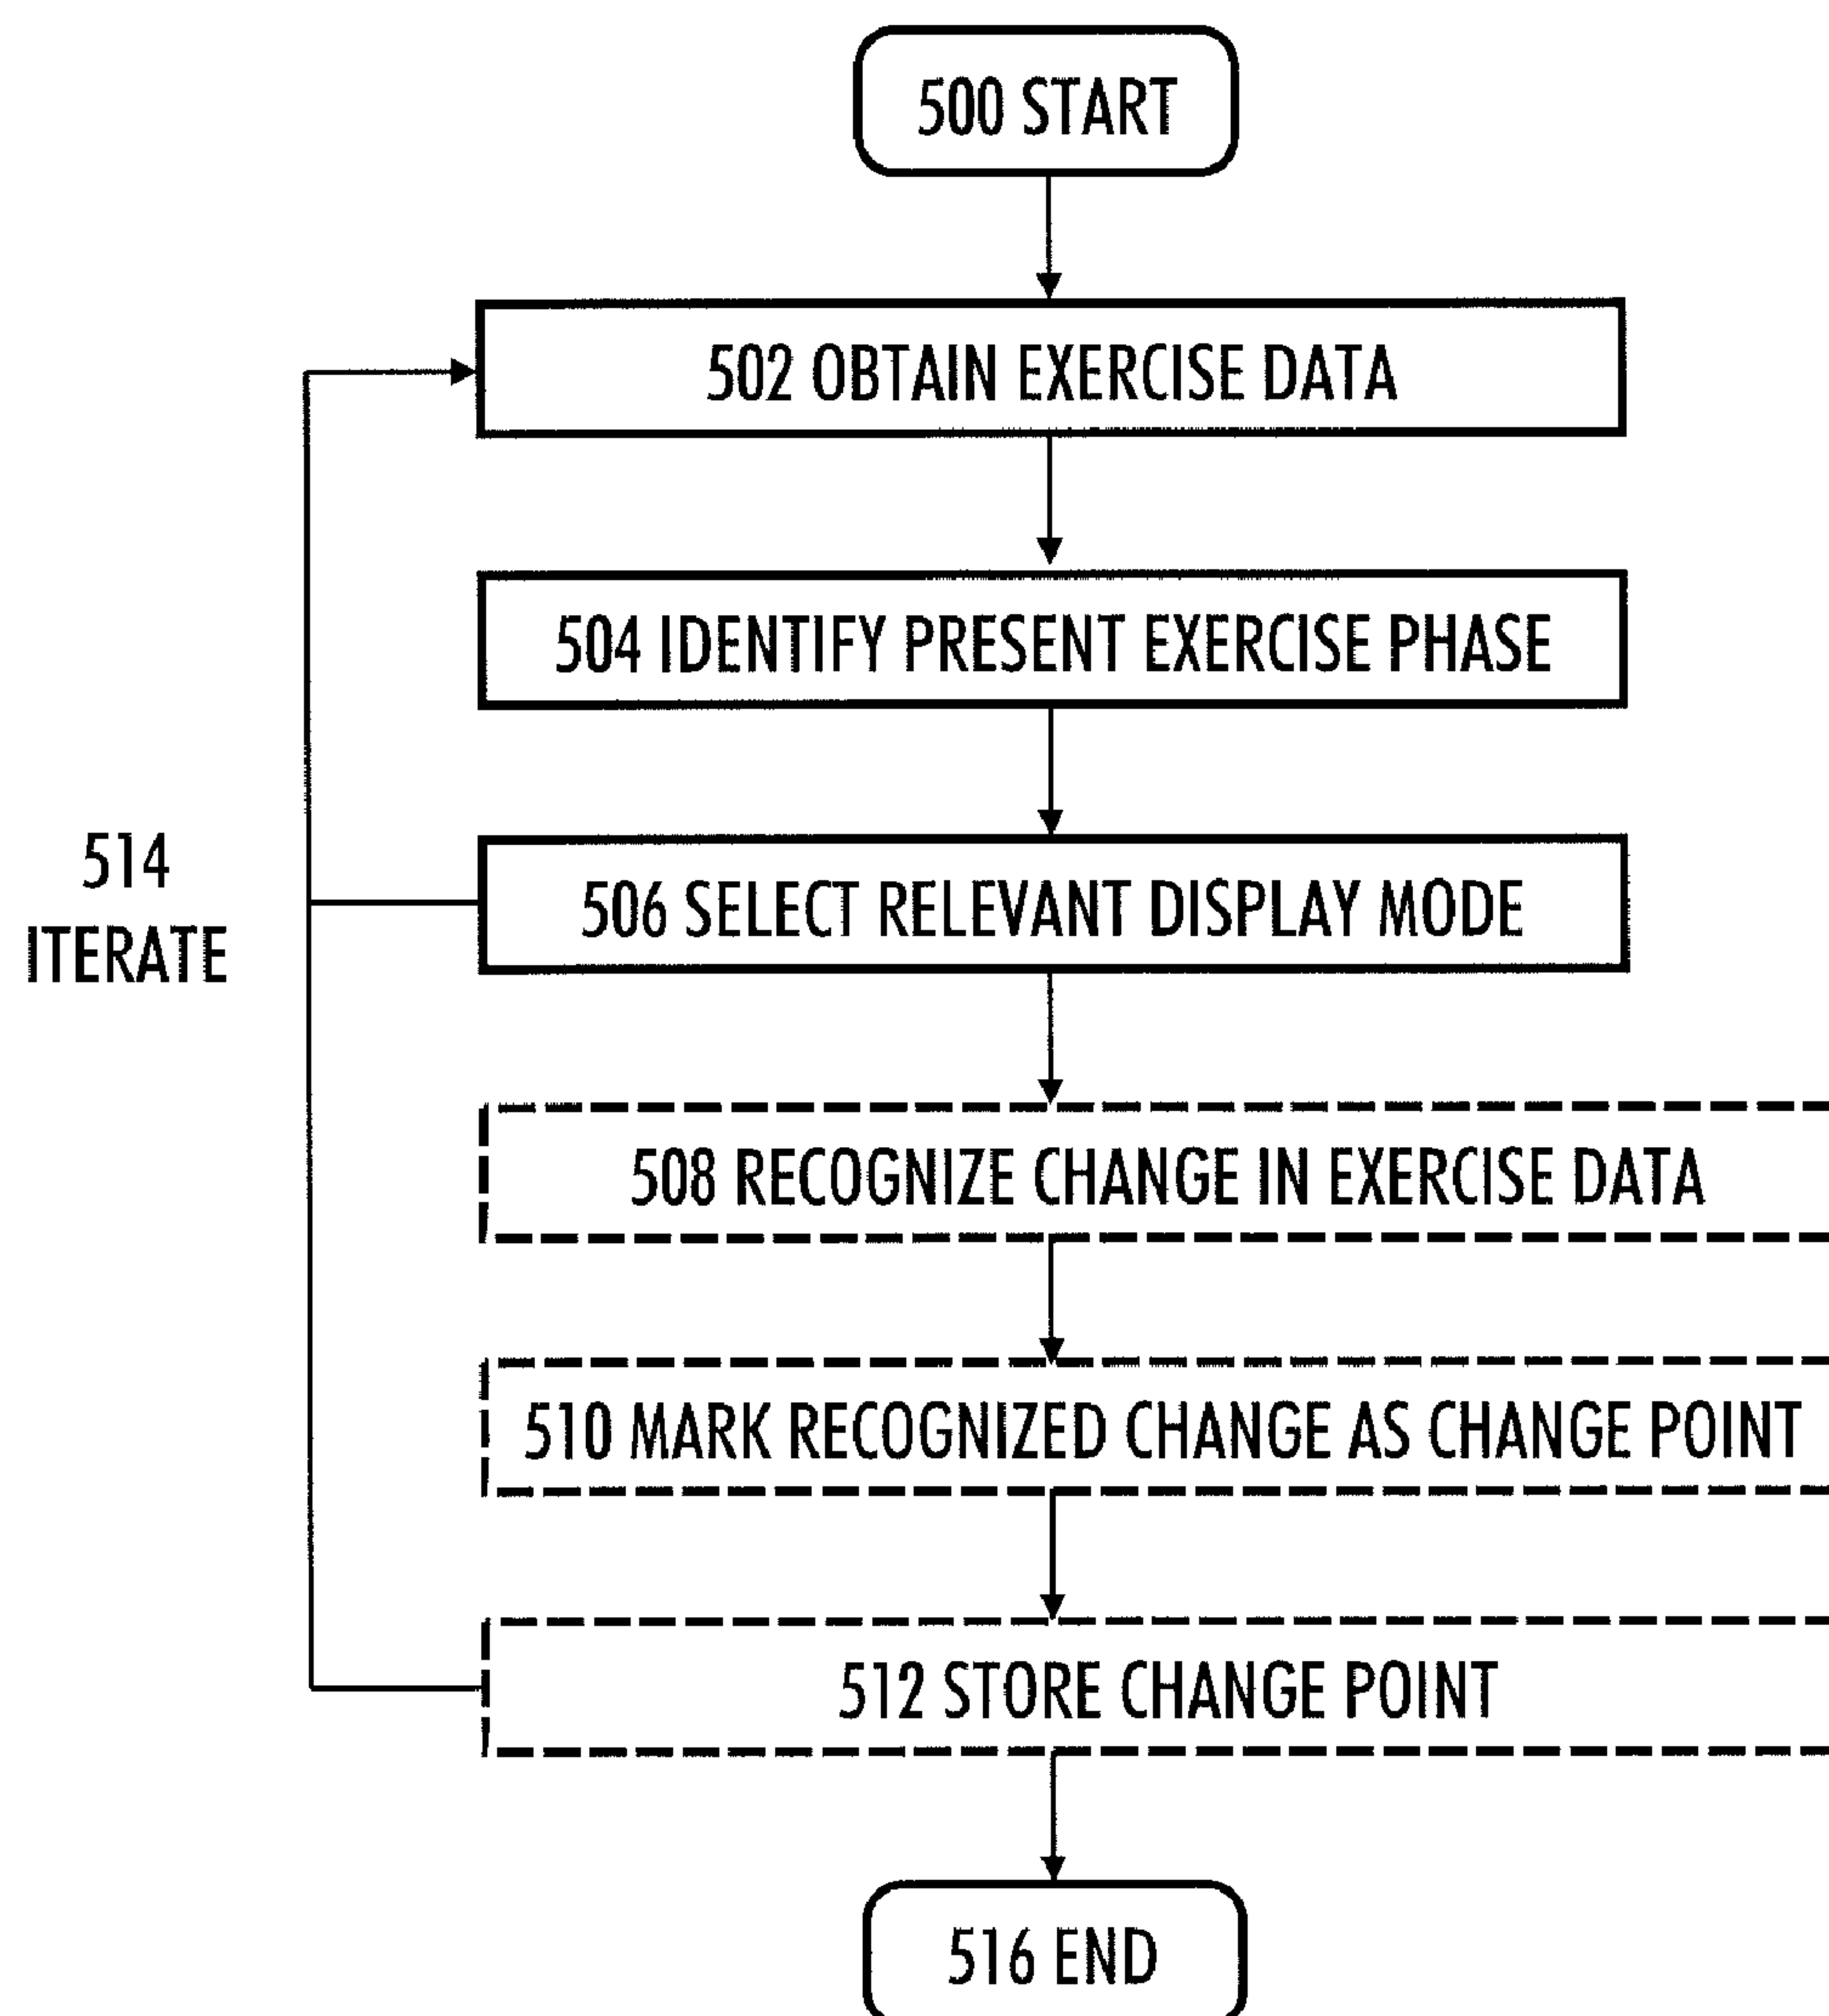 500 START
502 OBTAIN EXERCISE DATA
504 IDENTIFY PRESENT EXERCISE PHASE
514
ITERATE
506 SELECT RELEVANT DISPLAY MODE
508 RECOGNIZE CHANGE IN EXERCISE DATA
510 MARK RECOGNIZED CHANGE AS CHANGE POINT
512 STORE CHANGE POINT
516 END